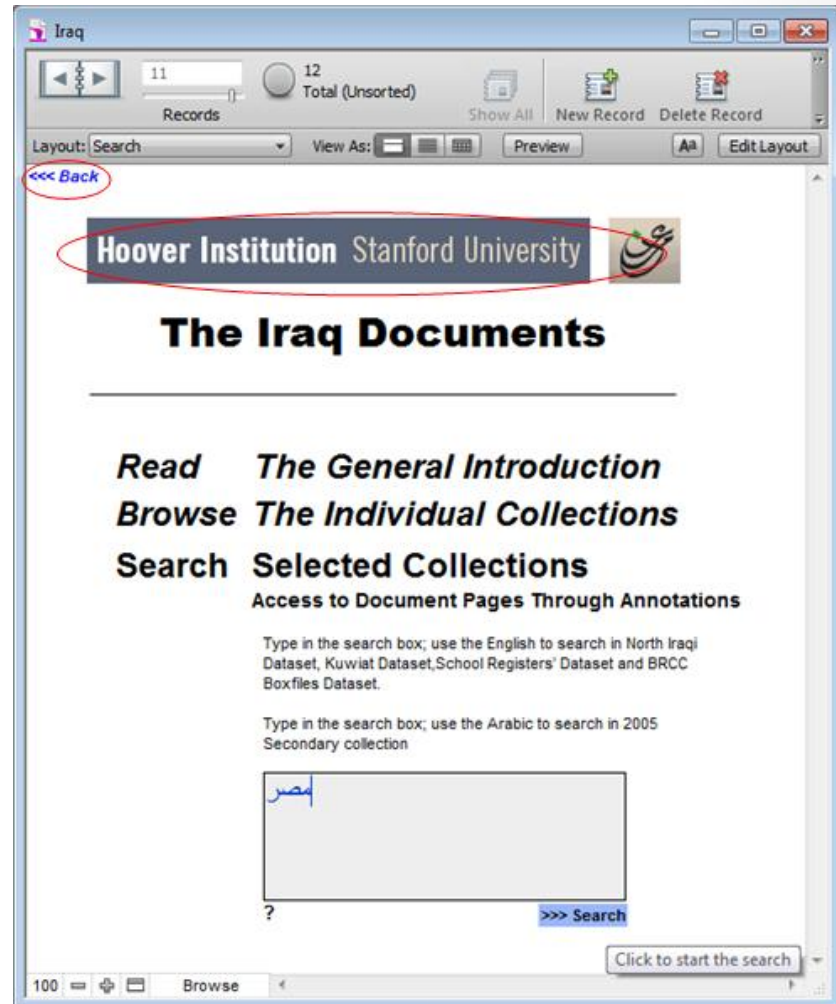 Iraq
11
12
Total (Unsorted)
Records
Show All
New Record
Delete Record
Layout: Search
View As:
Preview
Aa
Edit Layout
<<< Back
Hoover Institution Stanford University
The Iraq Documents
Read The General Introduction
Browse The Individual Collections
Search Selected Collections
Access to Document Pages Through Annotations
Type in the search box; use the English to search in North Iraqi
Dataset, Kuwiat Dataset,School Registers' Dataset and BRCC
Boxfiles Dataset.
Type in the search box; use the Arabic to search in 2005
Secondary collection
مصر
?
>>> Search
Click to start the search
100
Browse